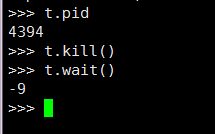 >>> t.pid
4394
>>> t.kill()
>>> t.wait()
-9
>>>